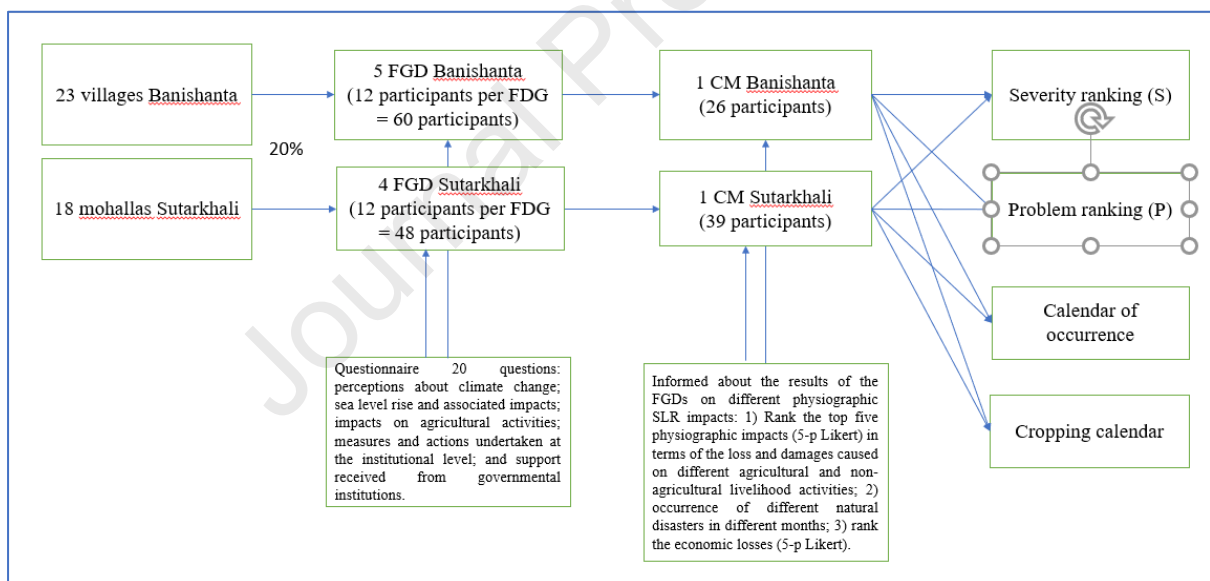 Journal Pre
23 villages Banishanta
18 mohallas Sutarkhali
20%
5 FGD Banishanta
(12 participants per FDG
= 60 participants)
4 FGD Sutarkhali
(12 participants per FDG
= 48 participants)
Questionnaire 20 questions:
perceptions about climate change;
sea level rise and associated impacts;
impacts on agricultural activities;
measures and actions undertaken at
the institutional level; and support
received from governmental
institutions.
1 CM Banishanta
(26 participants)
1 CM Sutarkhali
(39 participants)
Informed about the results of the
FGDs on different physiographic
SLR impacts: 1) Rank the top five
physiographic impacts (5-p Likert) in
terms of the loss and damages caused
on different agricultural and non-
agricultural livelihood activities; 2)
occurrence of different natural
disasters in different months; 3) rank
the economic losses (5-p Likert).
Severity ranking (S)
Problem ranking (P)
Calendar of
occurrence
Cropping calendar